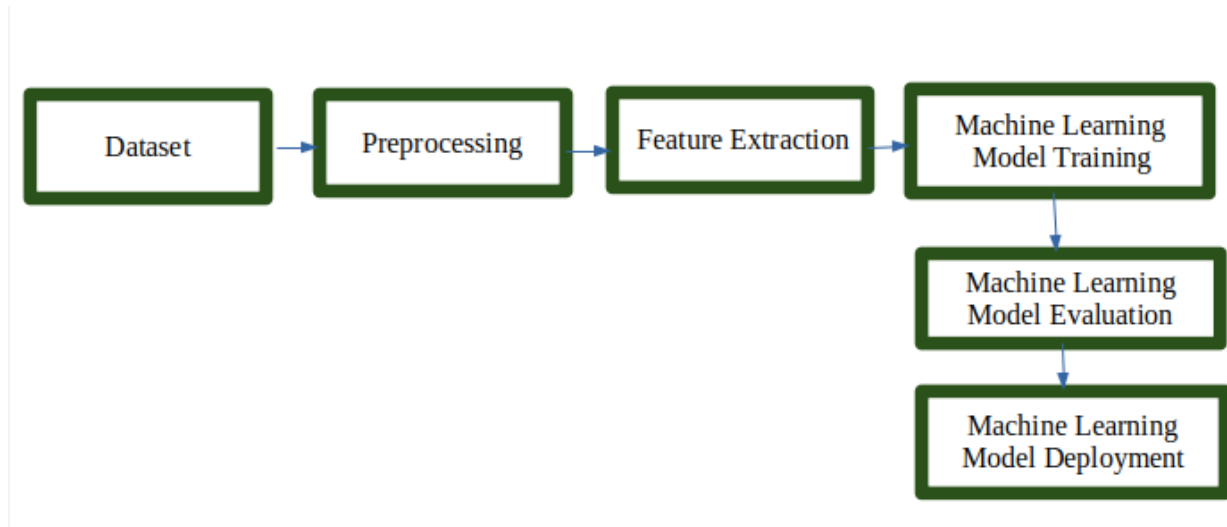 Dataset
Preprocessing
Feature Extraction
Machine Learning
Model Training
Machine Learning
Model Evaluation
Machine Learning
Model Deployment